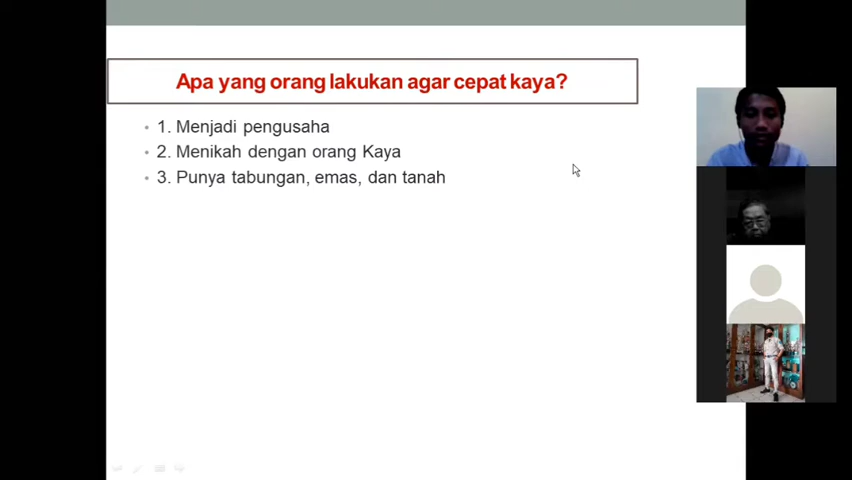 Apa yang orang lakukan agar cepat kaya?
1. Menjadi pengusaha
2. Menikah dengan orang Kaya
3. Punya tabungan, emas, dan tanah